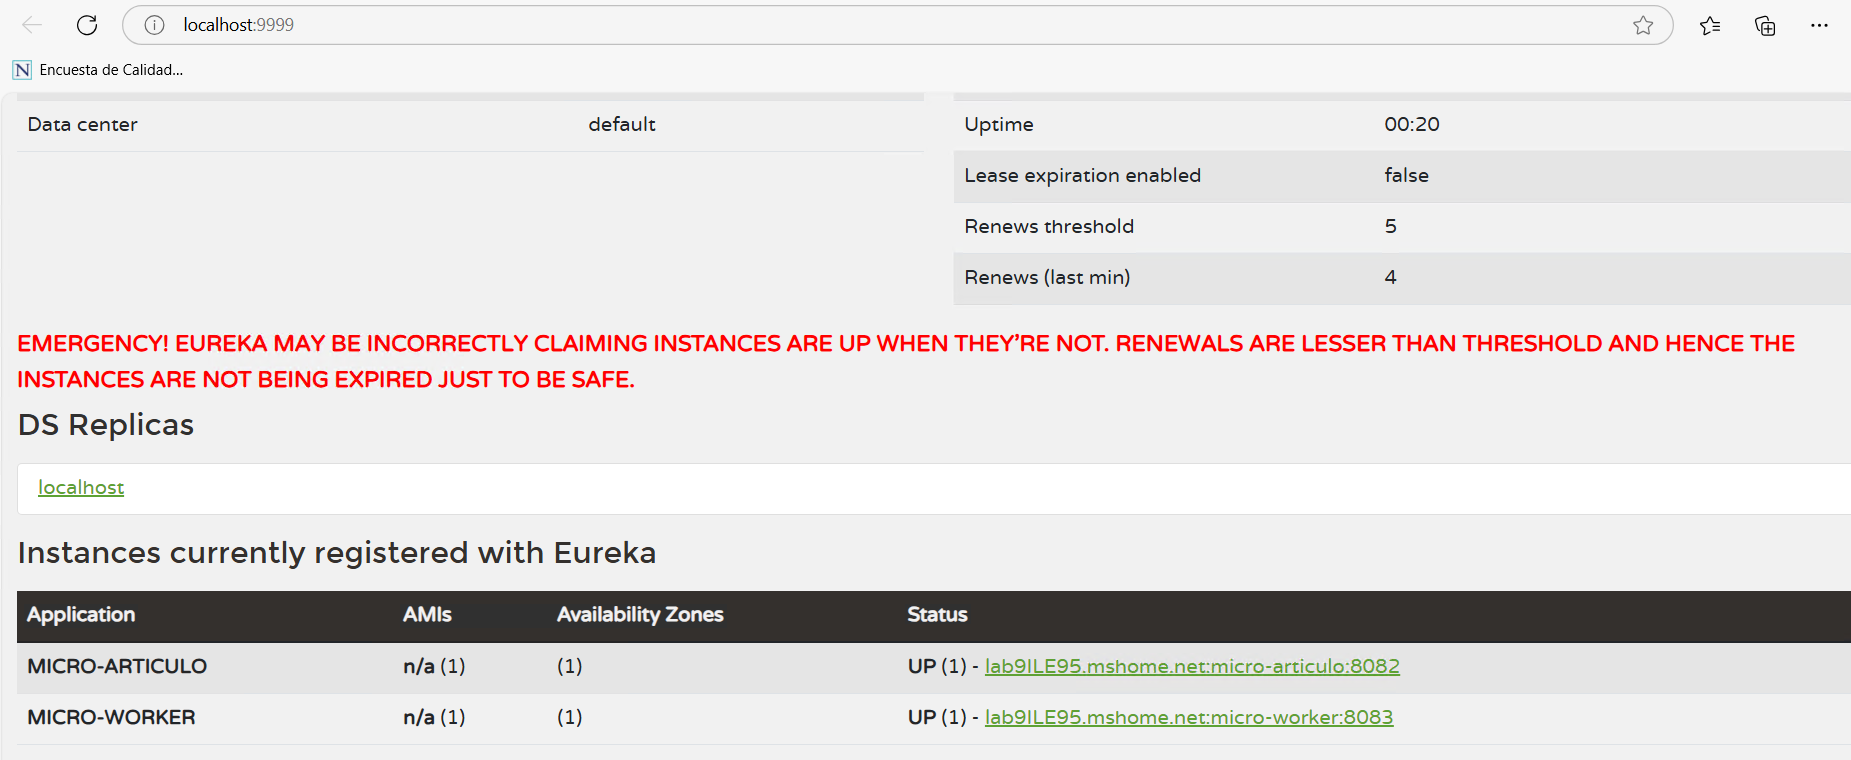 localhost:9999
Encuesta de Calidad...
Data center default
Uptime 00:20
Lease expiration enabled false
Renews threshold 5
Renews (last min) 4
EMERGENCY! EUREKA MAY BE INCORRECTLY CLAIMING INSTANCES ARE UP WHEN THEY’RE NOT. RENEWALS ARE LESSER THAN THRESHOLD AND HENCE THE
INSTANCES ARE NOT BEING EXPIRED JUST TO BE SAFE.
DS Replicas
localhost
Instances currently registered with Eureka
Application AMIs Availability Zones Status
MICRO-ARTICULO n/a (1) (1) UP (1) - lab9ILE95.mshome.net:micro-articulo:8082
MICRO-WORKER n/a (1) (1) UP (1) - lab9ILE95.mshome.net:micro-worker:8083